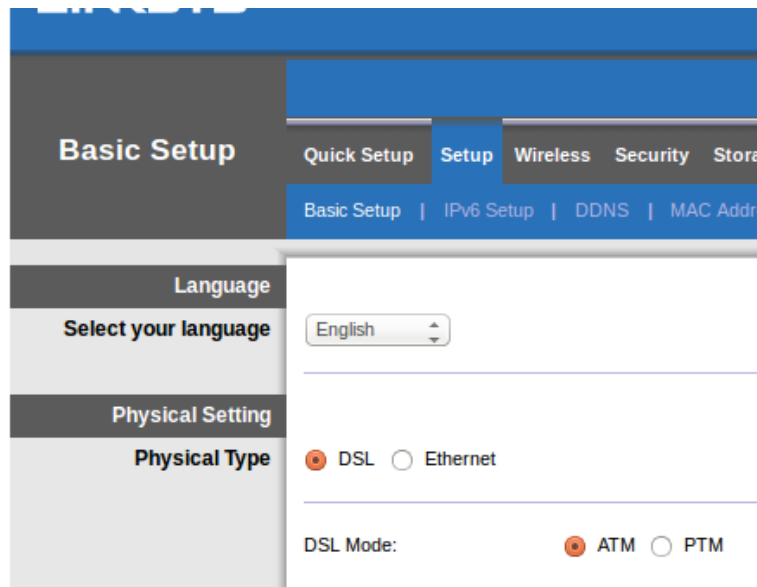 Basic Setup
Quick Setup Setup Wireless Security
Basic Setup | IPv6 Setup | DDNS | MAC
Language
Select your language English
Physical Setting
Physical Type DSL Ethernet
DSL Mode: ATM PTM